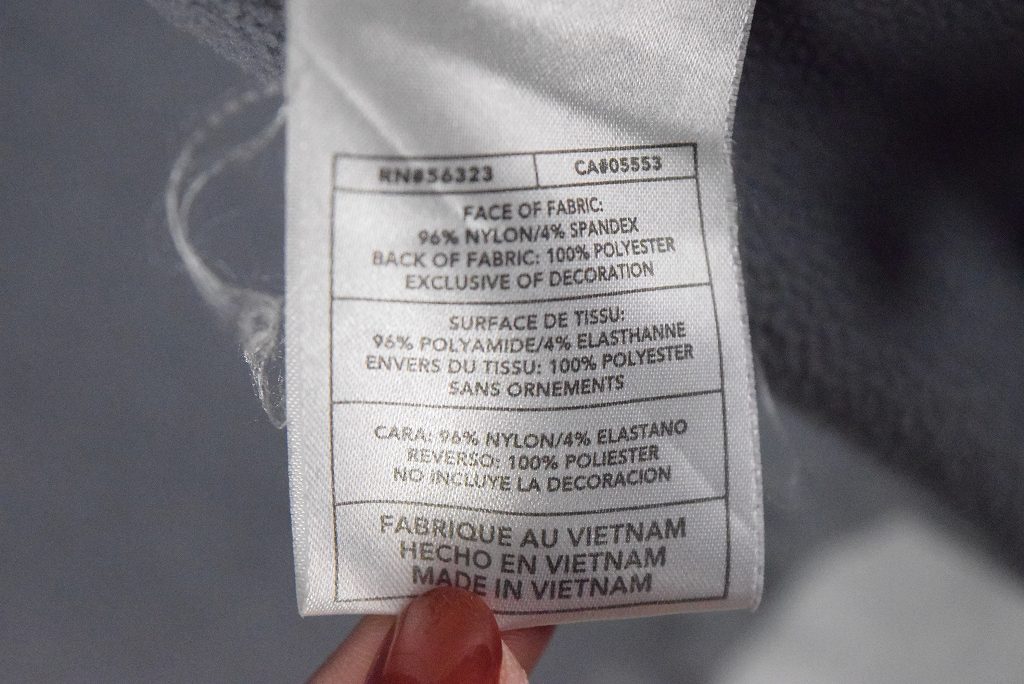 RN#56323
CA#05553
FACE OF FABRIC:
96% NYLON/4% SPANDEX
BACK OF FABRIC: 100% POLYESTER
EXCLUSIVE OF DECORATION
SURFACE DE TISSU:
96% POLYAMIDE/4% ELASTHANNE
ENVERS DU TISSU: 100% POLYESTER
SANS ORNEMENTS
CARA: 96% NYLON/4% ELASTANO
REVERSO: 100% POLIESTER
NO INCLUYE LA DECORACION
FABRIQUE AU VIETNAM
HECHO EN VIETNAM
MADE IN VIETNAM